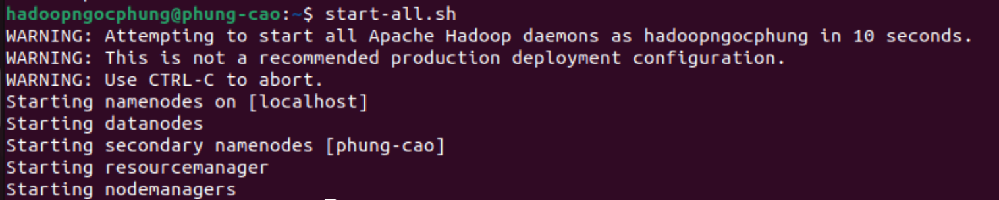 hadoopngocphung@phung-cao:~$ start-all.sh
WARNING: Attempting to start all Apache Hadoop daemons as hadoopngocphung in 10 seconds.
WARNING: This is not a recommended production deployment configuration.
WARNING: Use CTRL-C to abort.
Starting namenodes on [localhost]
Starting datanodes
Starting secondary namenodes [phung-cao]
Starting resourcemanager
Starting nodemanagers